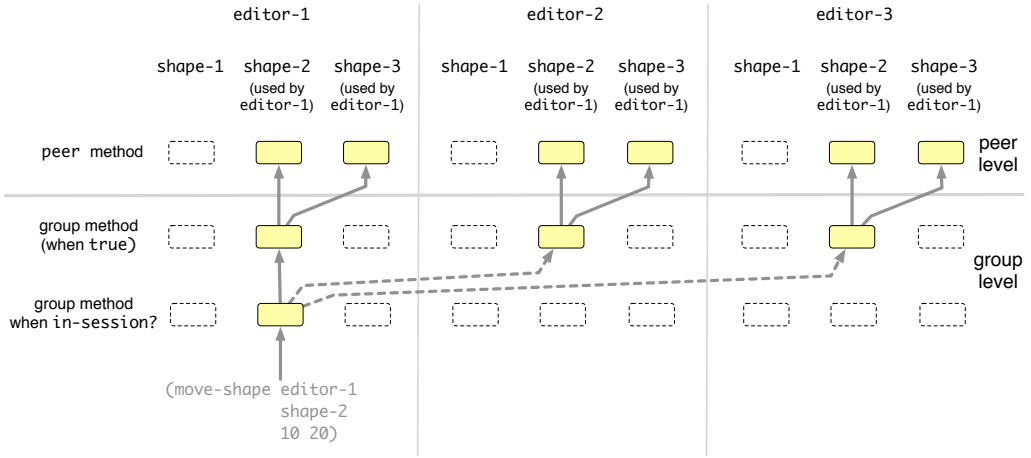 editor-1 editor-2 editor-3
shape-1 shape-2 shape-3 shape-1 shape-2 shape-3 shape-1 shape-2 shape-3
(used by (used by (used by (used by (used by (used by
editor-1) editor-1) editor-1) editor-1) editor-1) editor-1)
peer method
peer
level
group method
(when true)
group
level
group method
when in-session?
(move-shape editor-1
shape-2
10 20)